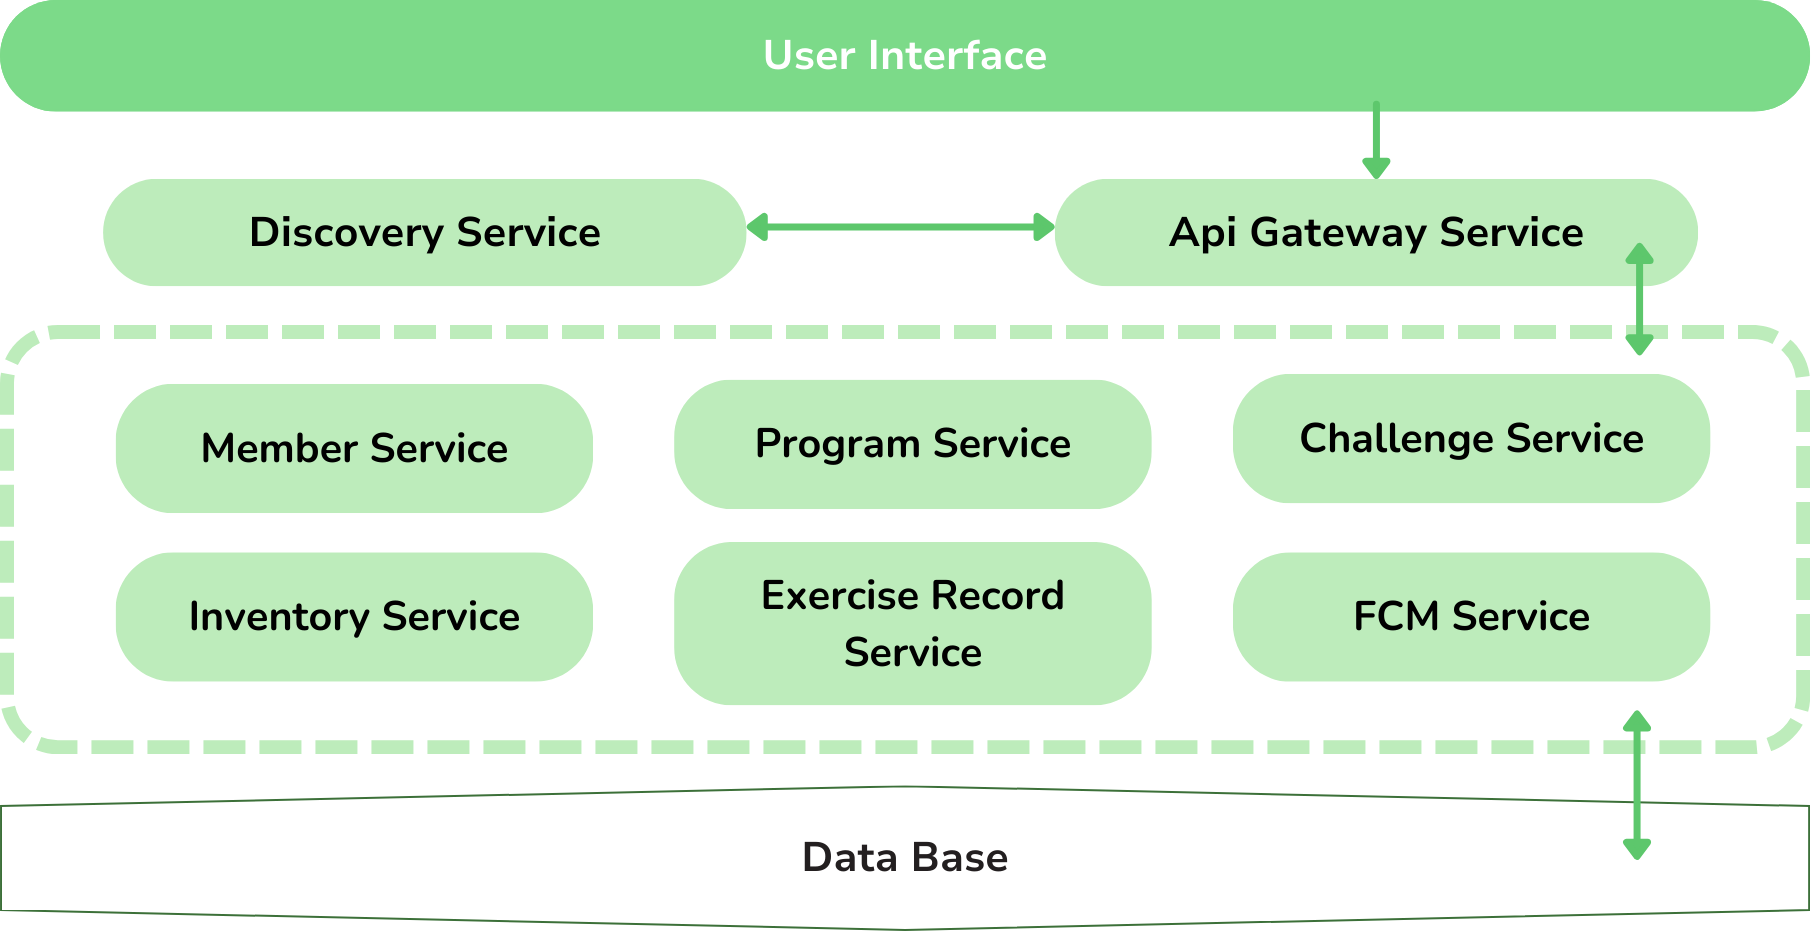 User Interface
Discovery Service
Api Gateway Service
Member Service
Program Service
Challenge Service
Inventory Service
Exercise Record
Service
FCM Service
Data Base